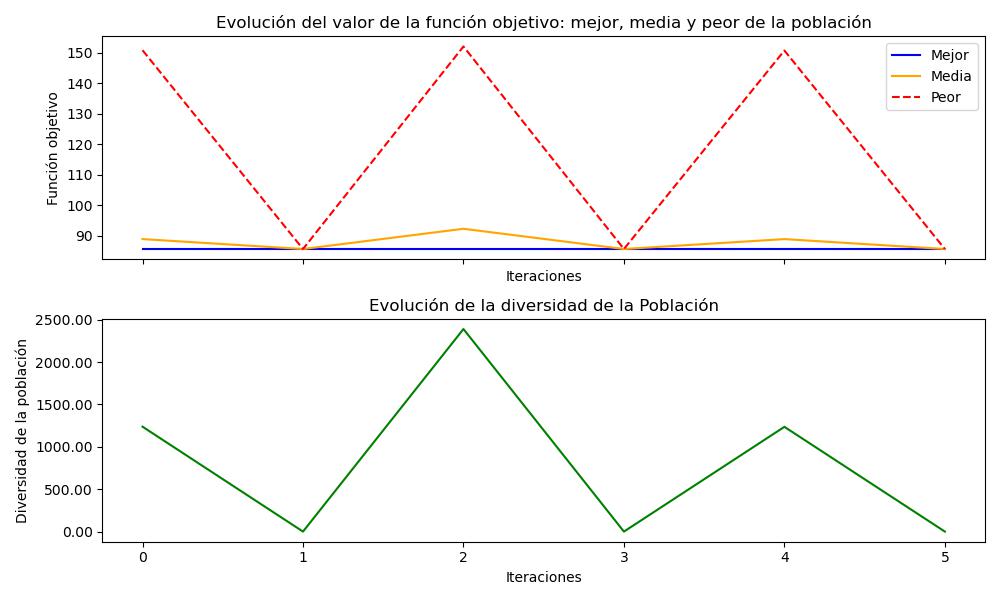 Evolución del valor de la función objetivo: mejor, media y peor de la población
150
140
130
120
110
100
90
Función objetivo
Mejor
Media
Peor
Iteraciones
Evolución de la diversidad de la Población
2500.00
2000.00
1500.00
1000.00
500.00
0.00
Diversidad de la población
0 1 2 3 4 5
Iteraciones